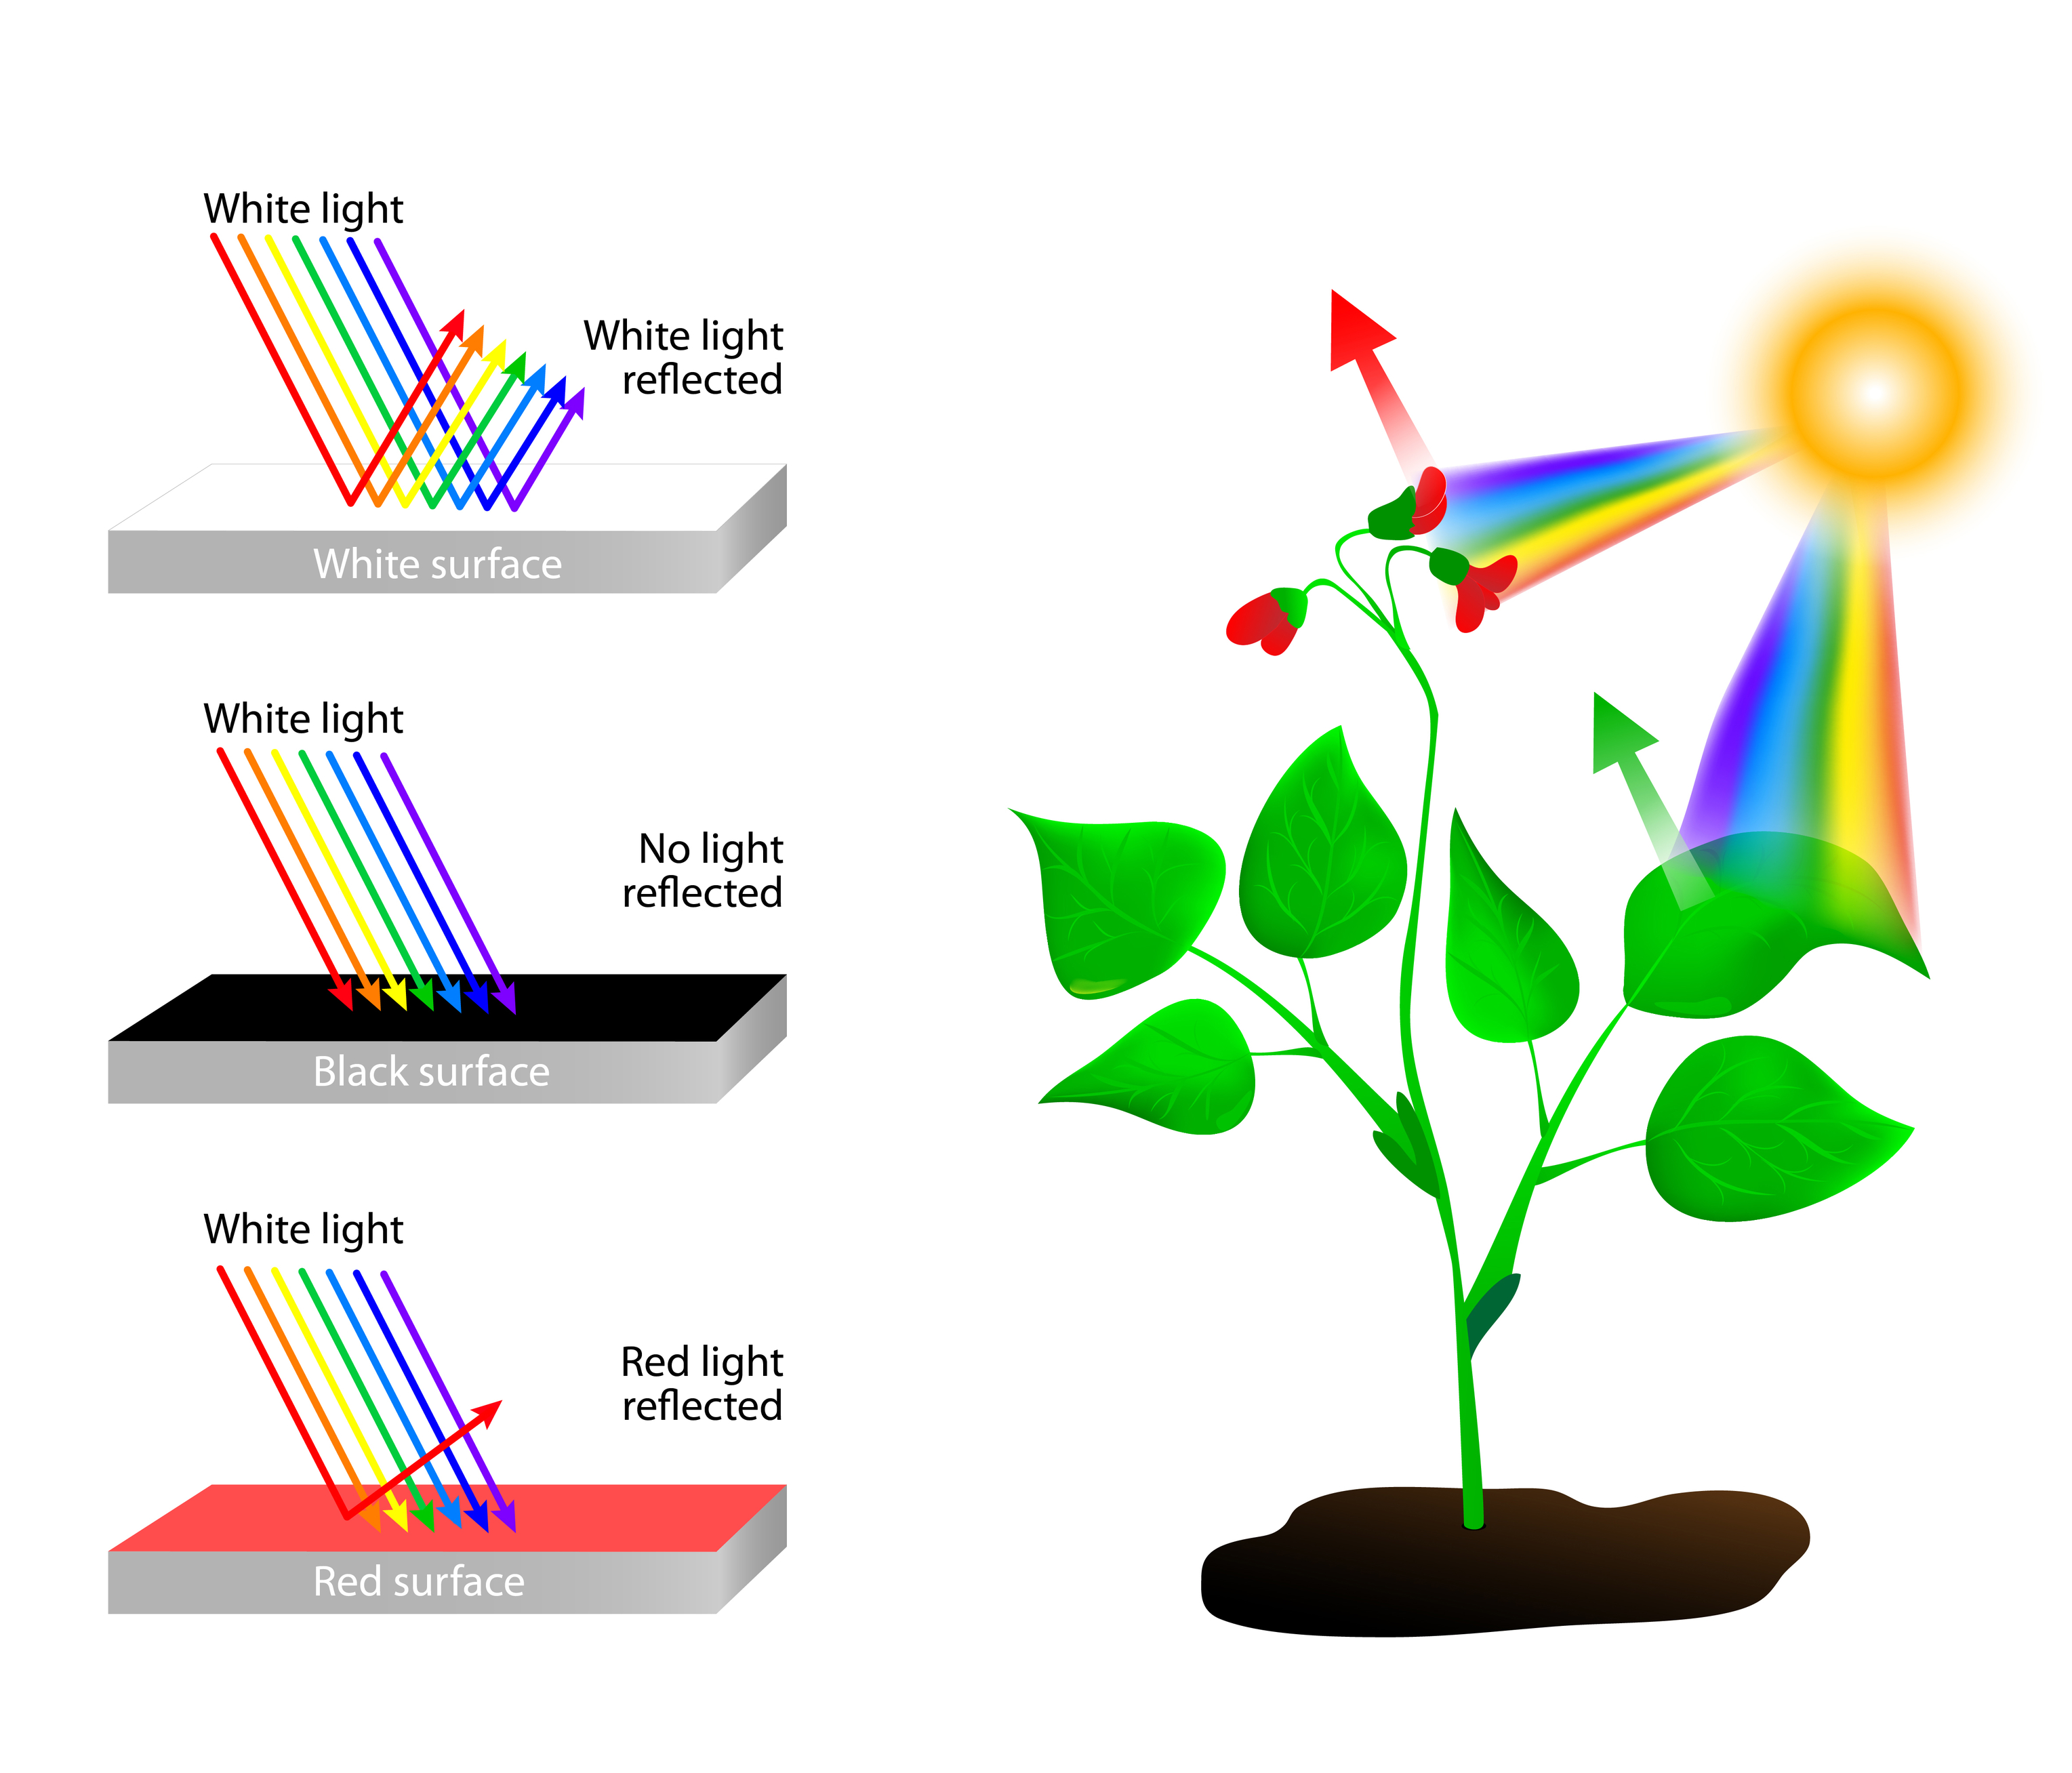 White light
White light
reflected
White surface
White light
No light
reflected
Black surface
White light
Red light
reflected
Red surface